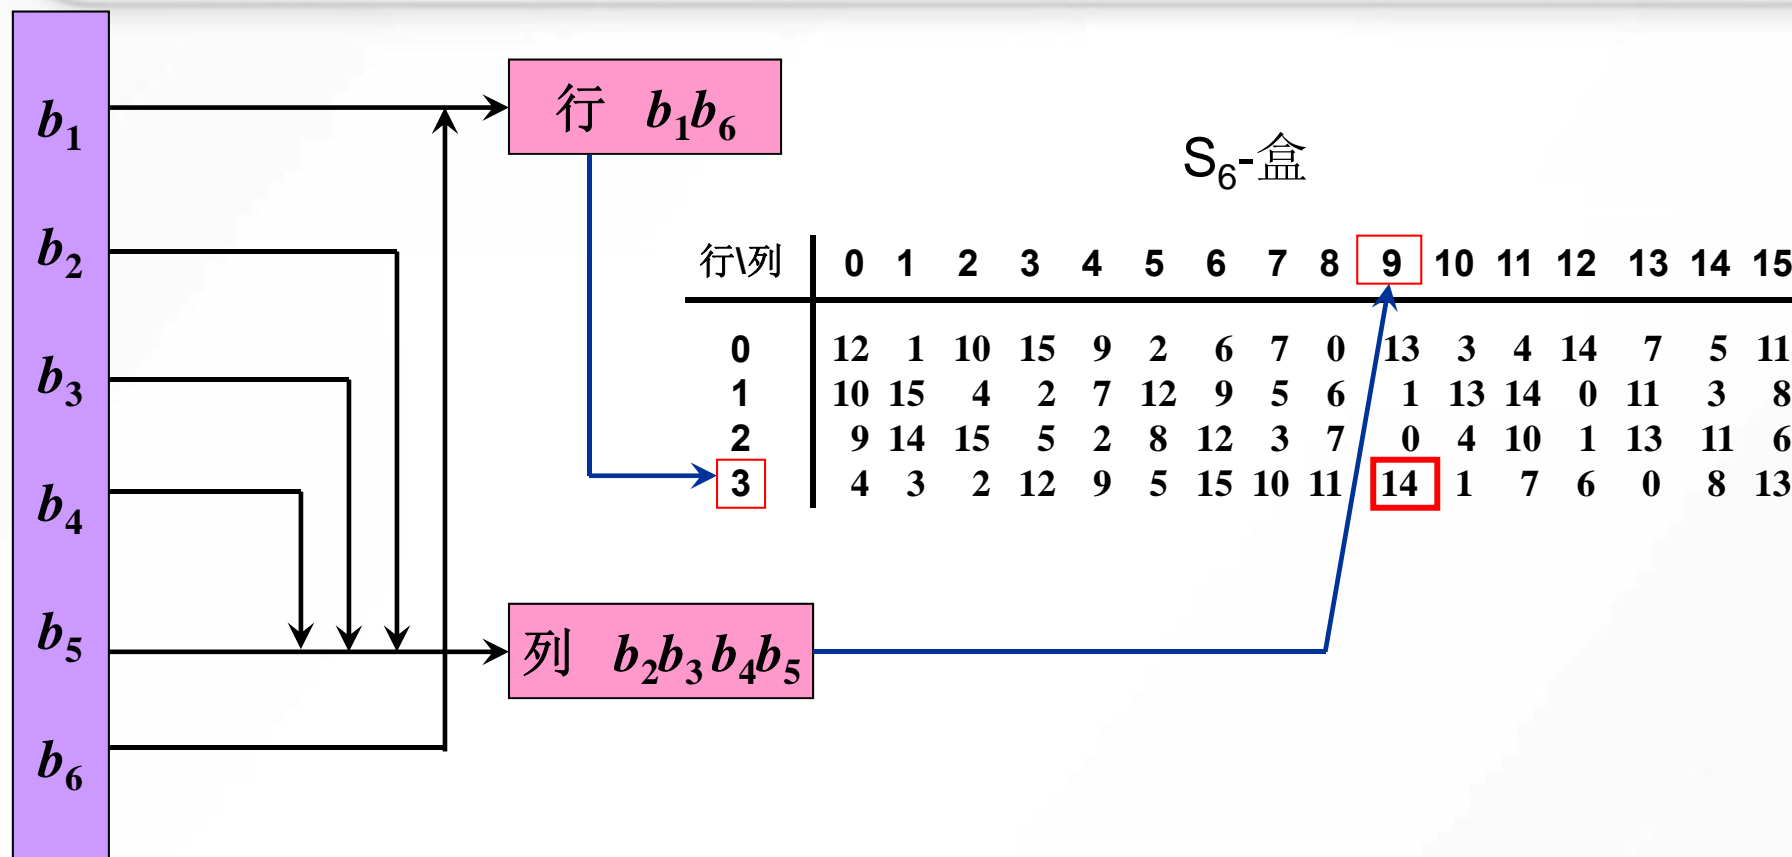 b₁
b₂
b₃
b₄
b₅
b₆
行 b₁b₆
列 b₂b₃b₄b₅
S₆-盒
行\列 0 1 2 3 4 5 6 7 8 9 10 11 12 13 14 15
0 12 1 10 15 9 2 6 7 0 13 3 4 14 7 5 11
1 10 15 4 2 7 12 9 5 6 1 13 14 0 11 3 8
2 9 14 15 5 2 8 12 3 7 0 4 10 1 13 11 6
3 4 3 2 12 9 5 15 10 11 14 1 7 6 0 8 13